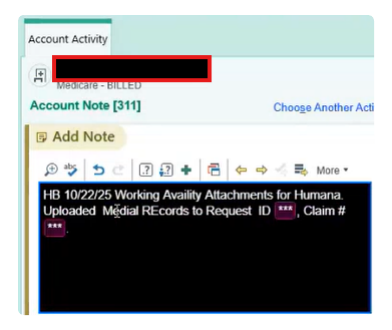 Account Activity
Medicare - BILLED
Account Note [311]
Choose Another Acti
Add Note
abc
More
HB 10/22/25 Working Availity Attachments for Humana.
Uploaded Medial REcords to Request ID ***, Claim #
***.